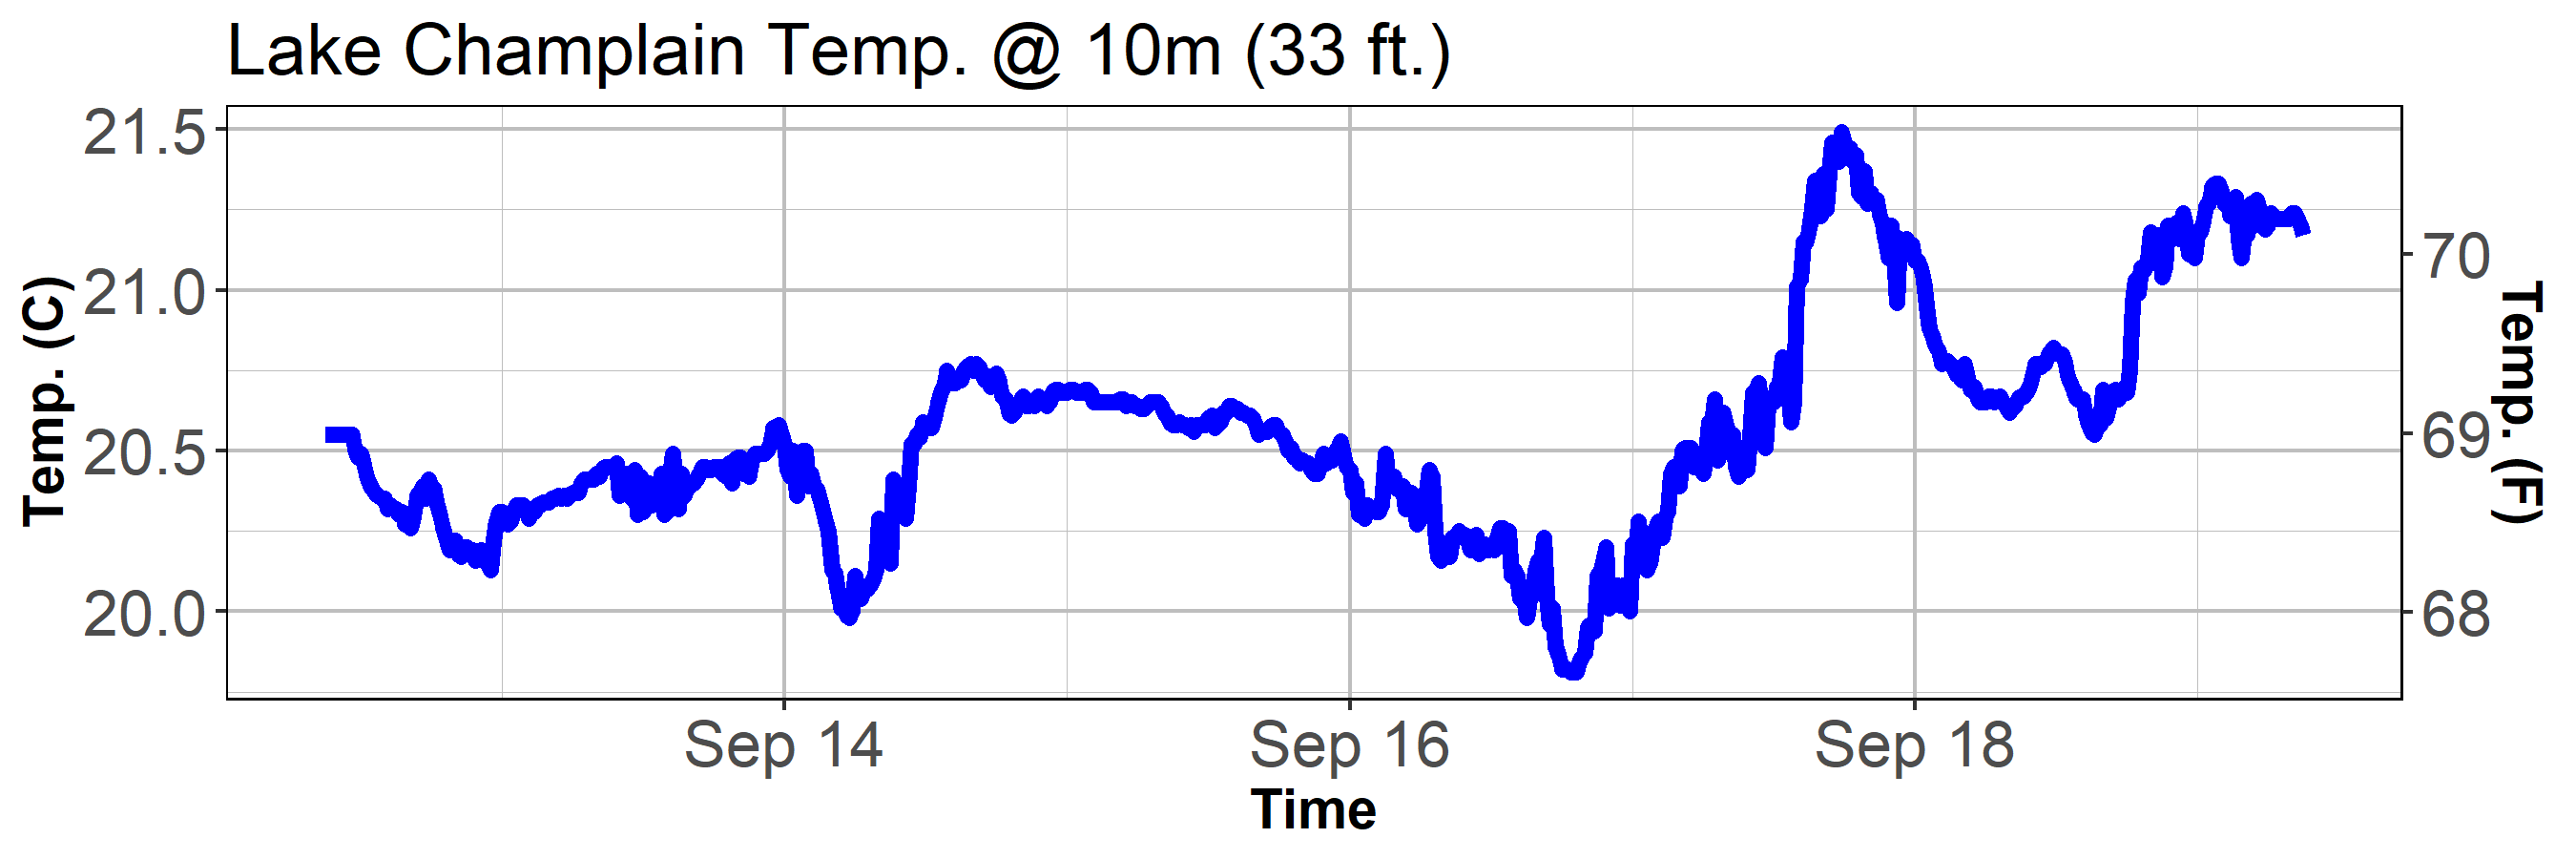 Lake Champlain Temp. @ 10m (33 ft.)
21.5
21.0
20.5
20.0
Temp. (C)
70
69
68
Temp. (F)
Sep 14 Sep 16 Sep 18
Time